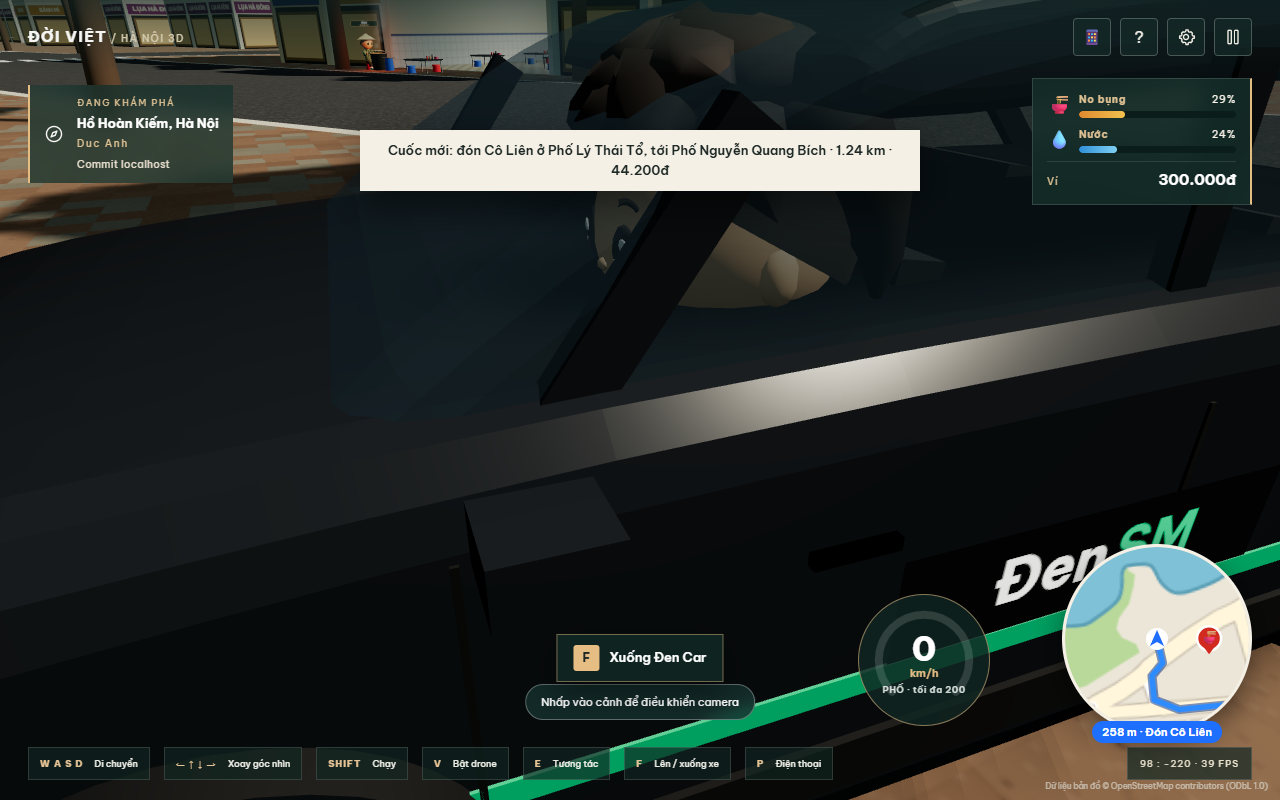 LỤA HÀ ĐÔNG
ĐỜI VIỆT / HÀ NỘI 3D
?
ĐANG KHÁM PHÁ
Hồ Hoàn Kiếm, Hà Nội
Duc Anh
Commit localhost
Cuốc mới: đón Cô Liên ở Phố Lý Thái Tổ, tới Phố Nguyễn Quang Bích · 1.24 km ·
44.200đ
No bụng 29%
Nước 24%
Ví 300.000đ
Đen SM
F Xuống Đen Car
Nhấp vào cảnh để điều khiển camera
0
km/h
PHỐ · tối đa 200
258 m · Đón Cô Liên
W A S D Di chuyển
←↑↓→ Xoay góc nhìn
SHIFT Chạy
V Bật drone
E Tương tác
F Lên / xuống xe
P Điện thoại
98 : -220 · 39 FPS
Dữ liệu bản đồ © OpenStreetMap contributors (ODbL 1.0)